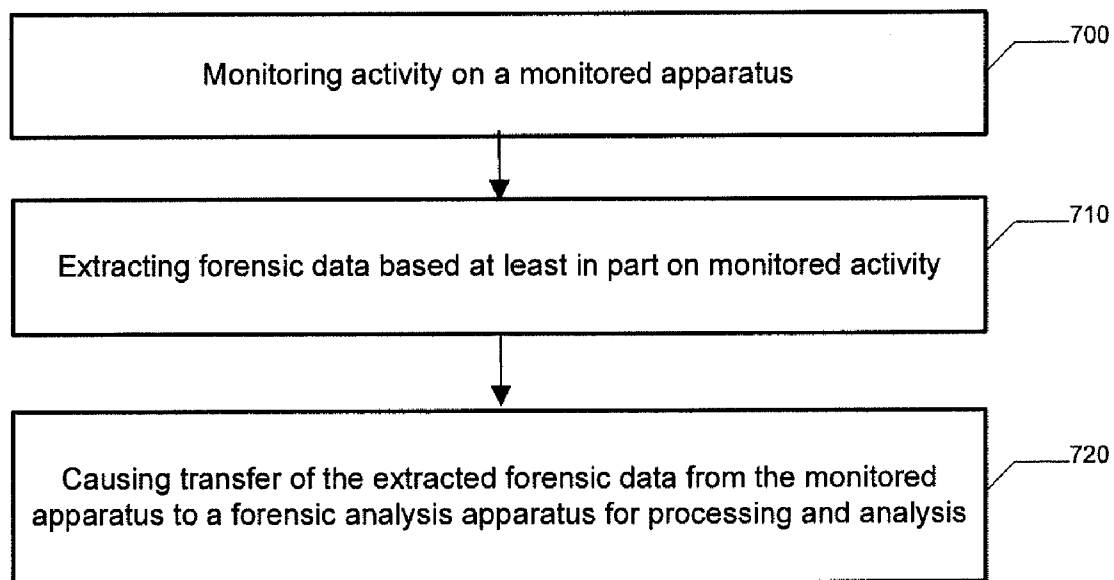 700
Monitoring activity on a monitored apparatus
710
Extracting forensic data based at least in part on monitored activity
720
Causing transfer of the extracted forensic data from the monitored
apparatus to a forensic analysis apparatus for processing and analysis